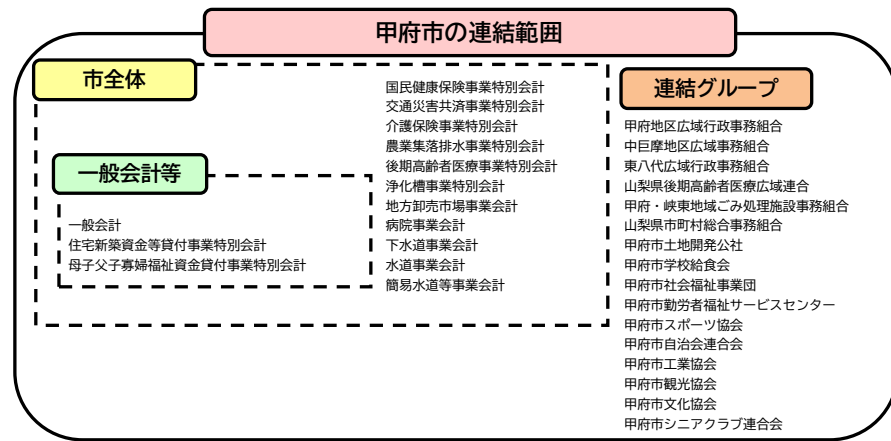 甲府市の連結範囲
市全体
国民健康保険事業特別会計
交通災害共済事業特別会計
介護保険事業特別会計
農業集落排水事業特別会計
後期高齢者医療事業特別会計
浄化槽事業特別会計
地方卸売市場事業会計
病院事業会計
下水道事業会計
水道事業会計
簡易水道等事業会計
一般会計等
一般会計
住宅新築資金等貸付事業特別会計
母子父子寡婦福祉資金貸付事業特別会計
連結グループ
甲府地区広域行政事務組合
中巨摩地区広域事務組合
東八代広域行政事務組合
山梨県後期高齢者医療広域連合
甲府・峡東地域ごみ処理施設事務組合
山梨県市町村総合事務組合
甲府市土地開発公社
甲府市学校給食会
甲府市社会福祉事業団
甲府市勤労者福祉サービスセンター
甲府市スポーツ協会
甲府市自治会連合会
甲府市工業協会
甲府市観光協会
甲府市文化協会
甲府市シニアクラブ連合会